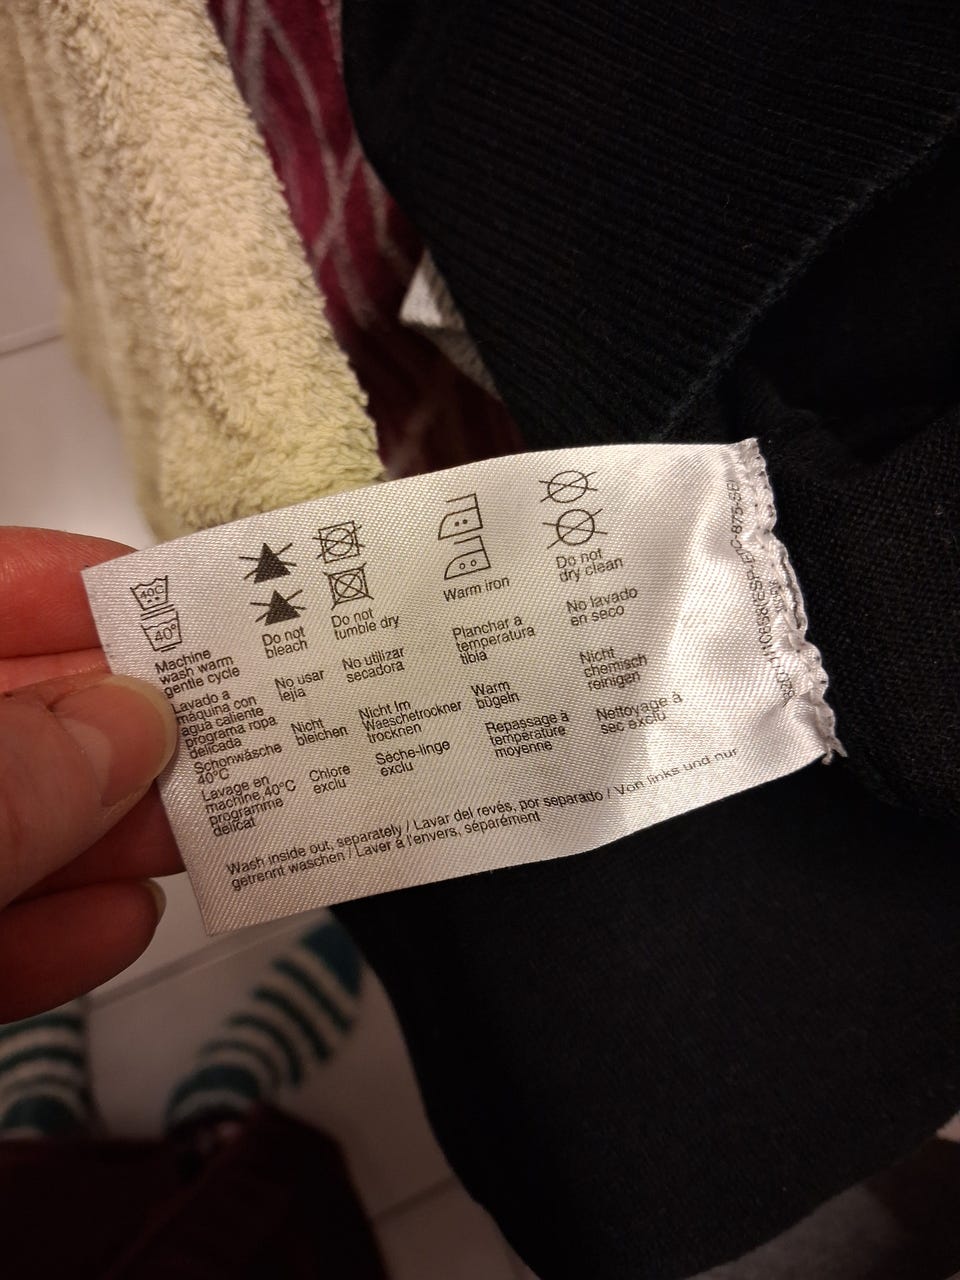 40C
40°
Machine
wash warm
gentle cycle
Lavado a
máquina con
agua caliente
programa ropa
delicada
Schonwäsche
40°C
Lavage en
machine 40°C
programme
délicat
Do not
bleach
No usar
lejia
Nicht
bleichen
Chlore
exclu
Do not
tumble dry
No utilizar
secadora
Nicht Im
Waeschetrockner
trocknen
Séche-linge
exclu
Warm iron
Planchar a
temperatura
tibia
Warm
bügeln
Repassage à
température
moyenne
Do not
dry clean
No lavado
en seco
Nicht
chemisch
reinigen
Nettoyage à
sec exclu
Wash inside out, separately / Lavar del revés, por separado / Von links und nur
getrennt waschen / Laver à l'envers, séparément